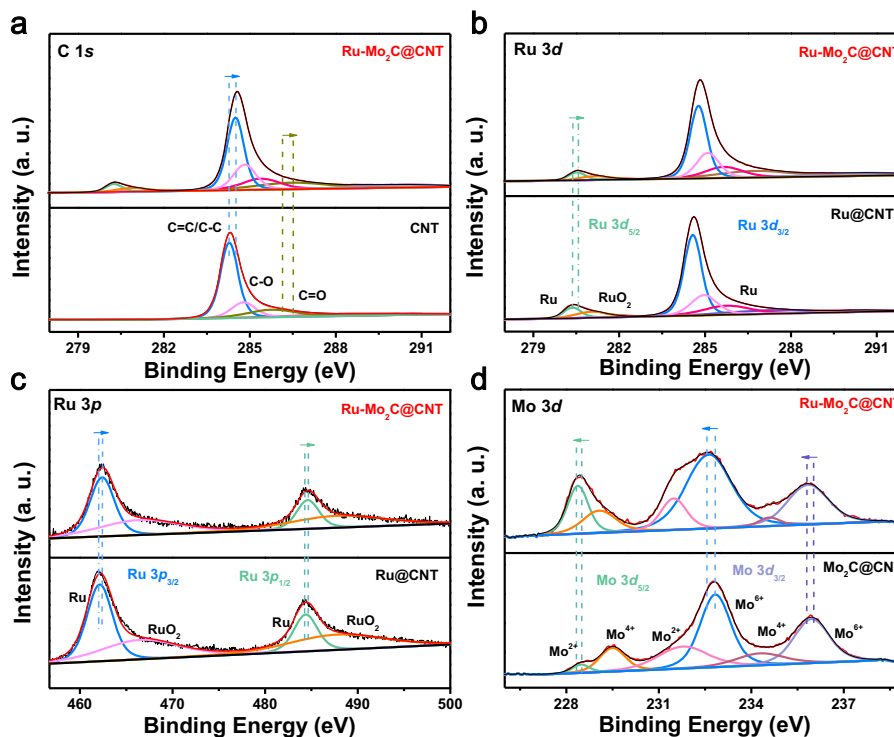 a
C 1s
Ru-Mo₂C@CNT
C=C/C-C
CNT
C-O
C=O
279 282 285 288 291
Binding Energy (eV)
Intensity (a. u.)
b
Ru 3d
Ru-Mo₂C@CNT
Ru@CNT
Ru 3d₅/₂
Ru 3d₃/₂
Ru
RuO₂
Ru
279 282 285 288 291
Binding Energy (eV)
Intensity (a. u.)
c
Ru 3p
Ru-Mo₂C@CNT
Ru 3p₃/₂
Ru 3p₁/₂
Ru@CNT
Ru
RuO₂
Ru
RuO₂
460 470 480 490 500
Binding Energy (eV)
Intensity (a. u.)
d
Mo 3d
Ru-Mo₂C@CNT
Mo₂C@CNT
Mo 3d₅/₂
Mo 3d₃/₂
Mo²⁺
Mo⁴⁺
Mo²⁺
Mo⁶⁺
Mo⁴⁺
Mo⁶⁺
228 231 234 237
Binding Energy (eV)
Intensity (a. u.)